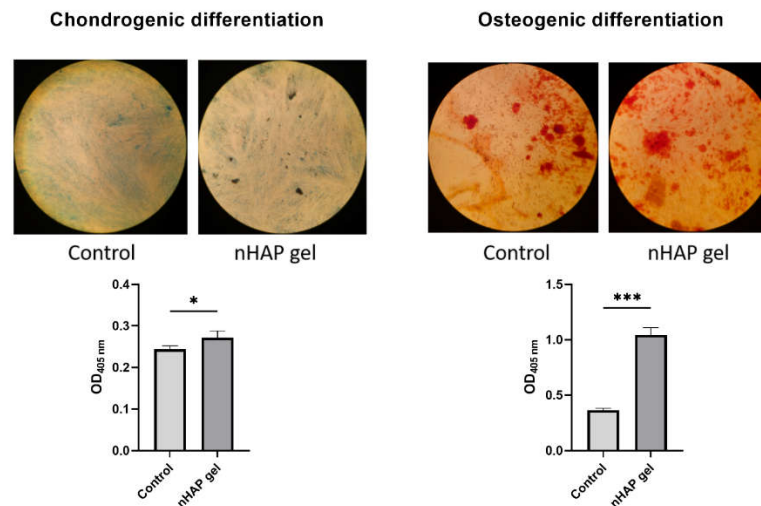 Chondrogenic differentiation
Osteogenic differentiation
Control
nHAP gel
Control
nHAP gel
0.4
0.3
0.2
0.1
0.0
OD405 nm
*
Control
nHAP gel
1.5
1.0
0.5
0.0
OD405 nm
***
Control
nHAP gel